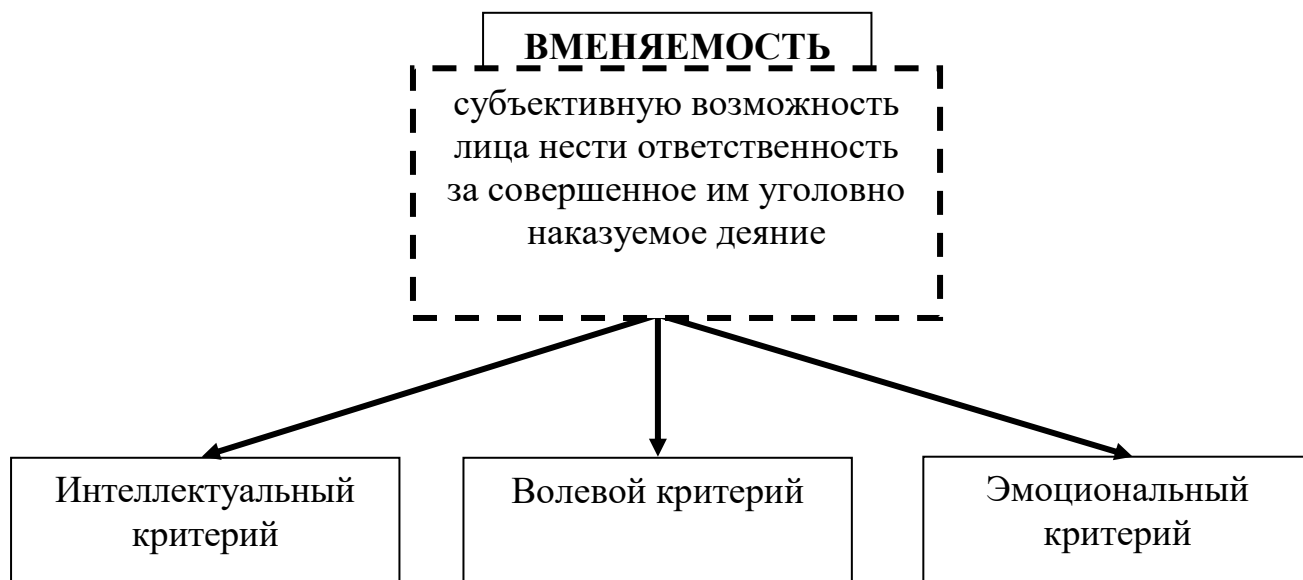 ВМЕНЯЕМОСТЬ
субъективную возможность
лица нести ответственность
за совершенное им уголовно
наказуемое деяние
Интеллектуальный
критерий
Волевой критерий
Эмоциональный
критерий